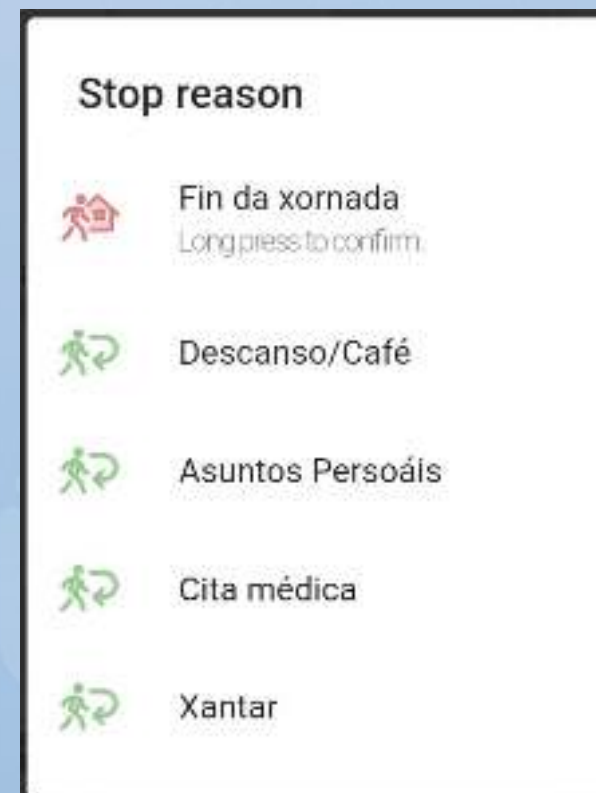 Stop reason
Fin da xornada
Long press to confirm.
Descanso/Café
Asuntos Persoáis
Cita médica
Xantar